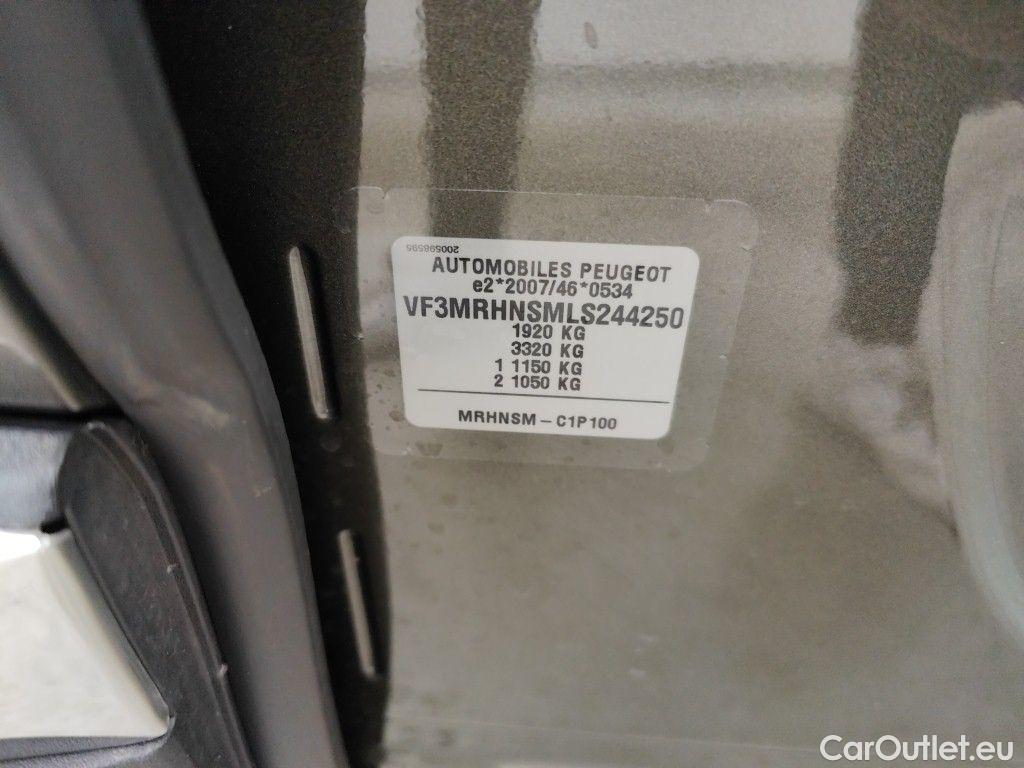 200598595
AUTOMOBILES PEUGEOT
e2*2007/46*0534
VF3MRHNSMLS244250
1920 KG
3320 KG
1 1150 KG
2 1050 KG
MRHNSM – C1P100
CarOutlet.eu